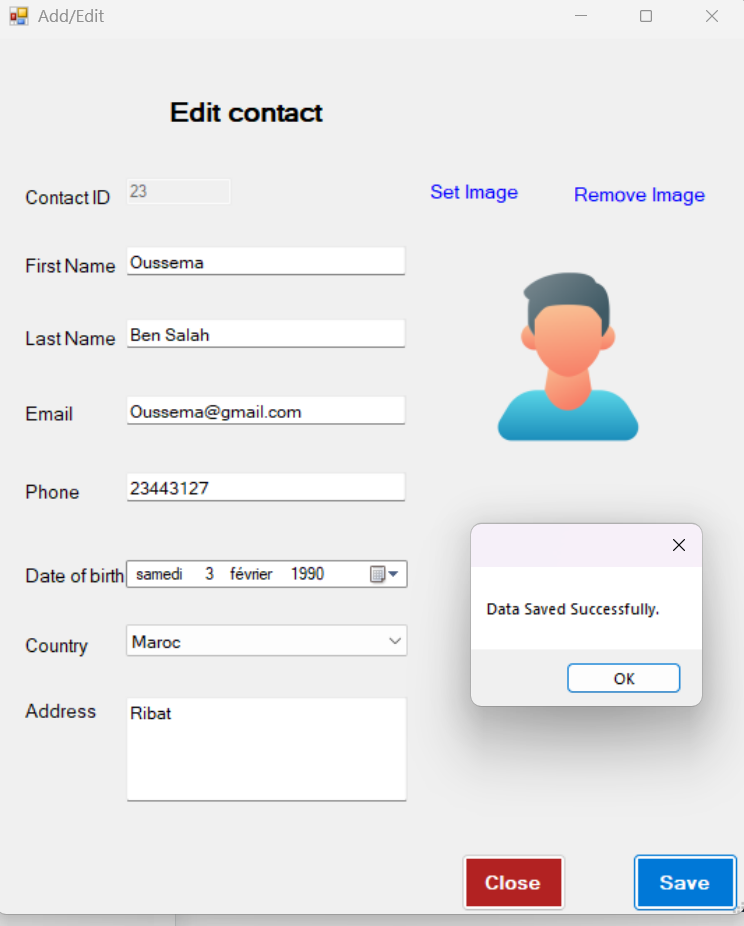 Add/Edit
Edit contact
Contact ID 23
Set Image Remove Image
First Name Oussema
Last Name Ben Salah
Email Oussema@gmail.com
Phone 23443127
Date of birth samedi 3 février 1990
Country Maroc
Address Ribat
Data Saved Successfully.
OK
Close Save